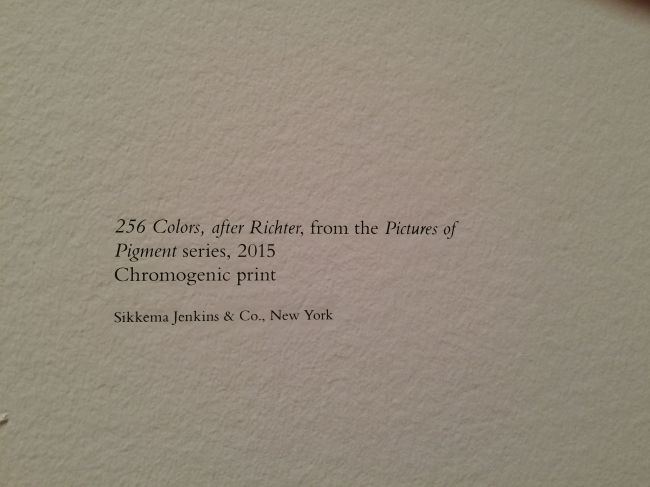 256 Colors, after Richter, from the Pictures of
Pigment series, 2015
Chromogenic print
Sikkema Jenkins & Co., New York